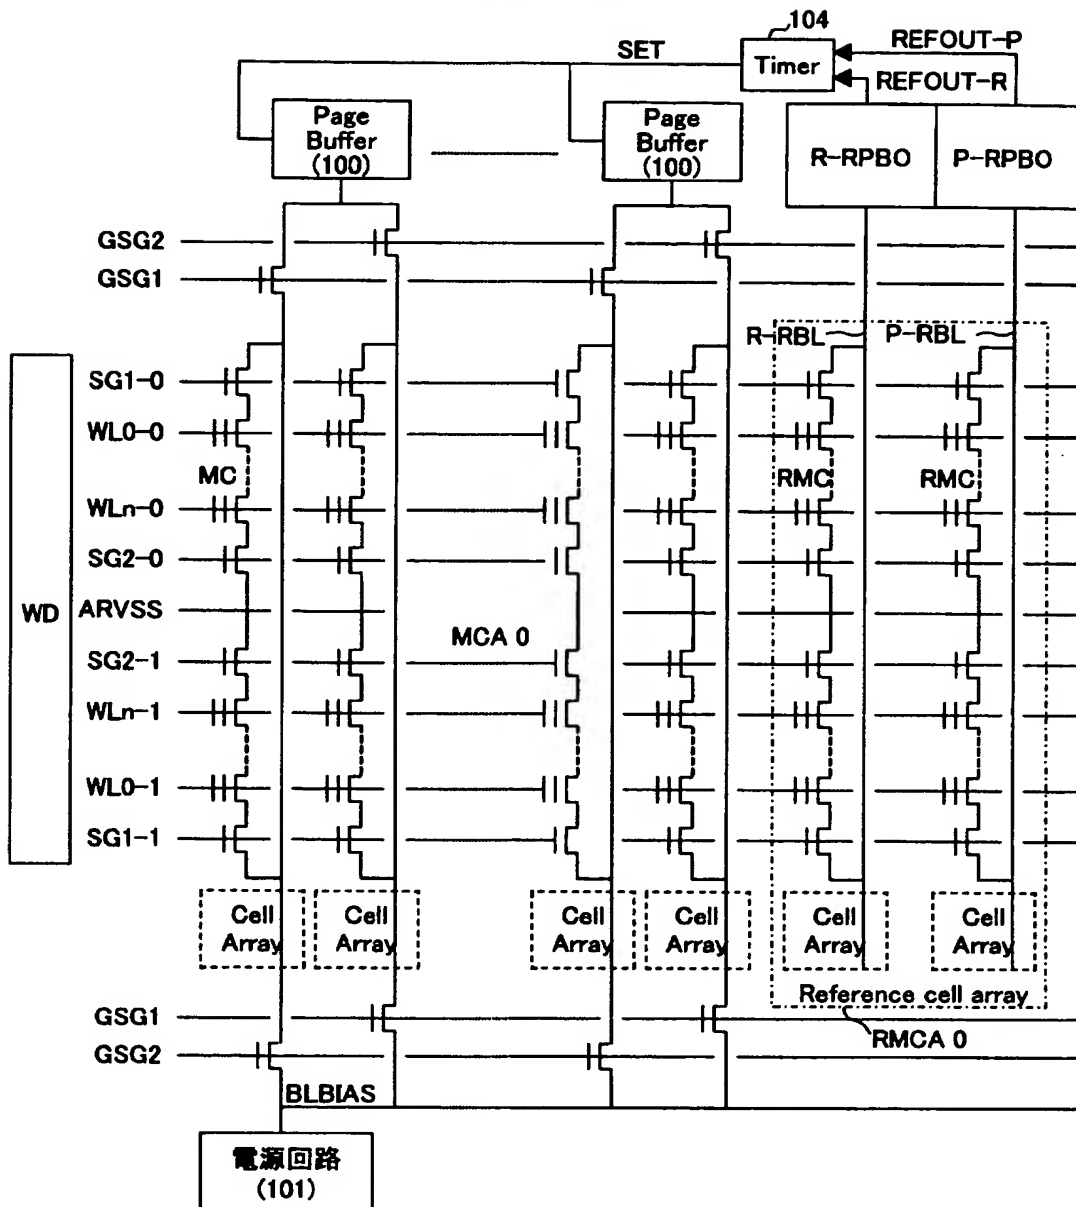 104
SET
Timer
REFOUT-P
REFOUT-R
Page
Buffer
(100)
Page
Buffer
(100)
R-RPBO
P-RPBO
GSG2
GSG1
R-RBL
P-RBL
SG1-0
WL0-0
MC
RMC
RMC
WLn-0
SG2-0
WD
ARVSS
MCA 0
SG2-1
WLn-1
WL0-1
SG1-1
Cell
Array
Cell
Array
Cell
Array
Cell
Array
Cell
Array
Cell
Array
Reference cell array
GSG1
RMCA 0
GSG2
BLBIAS
電源回路
(101)